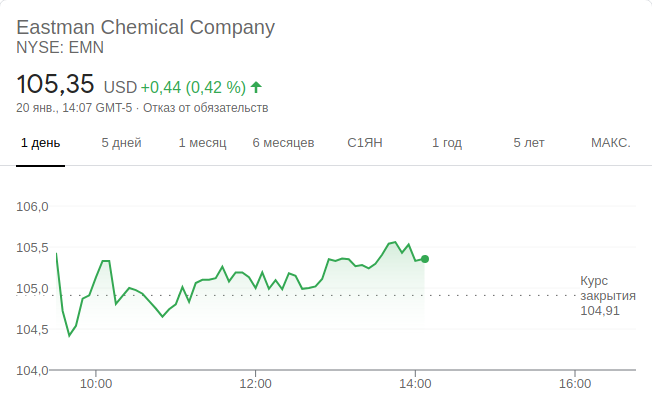 Eastman Chemical Company
NYSE: EMN
105,35 USD +0,44 (0,42 %)
20 янв., 14:07 GMT-5 · Отказ от обязательств
1 день 5 дней 1 месяц 6 месяцев С1ЯН 1 год 5 лет МАКС.
106,0
105,5
105,0
104,5
104,0
Курс
закрытия
104,91
10:00 12:00 14:00 16:00